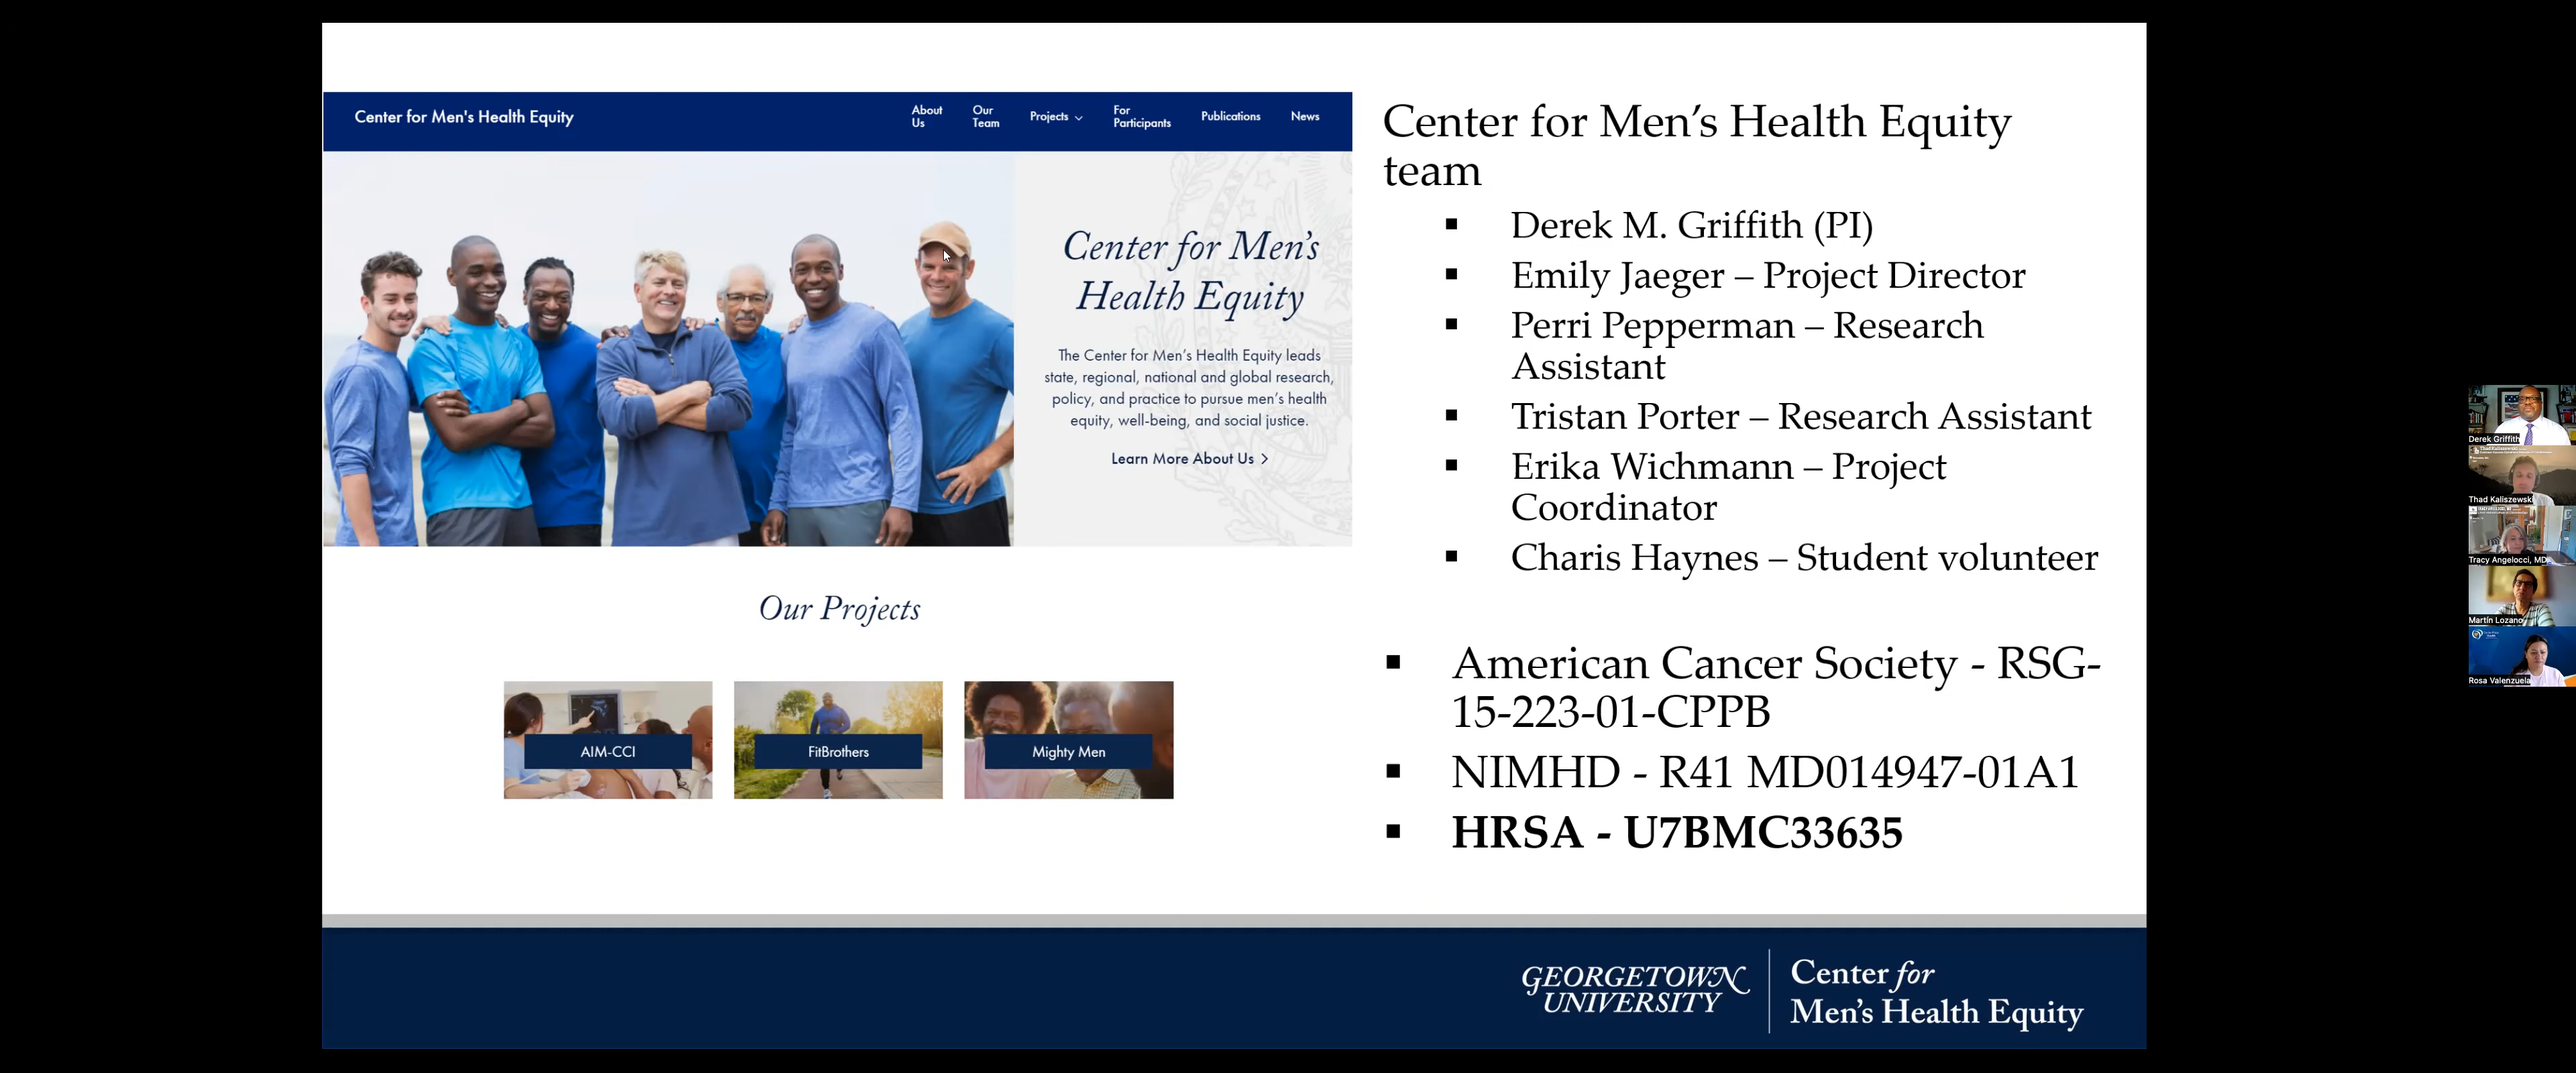 Center for Men's Health Equity
About Us
Our Team
Projects
For Participants
Publications
News
Center for Men's
Health Equity
The Center for Men's Health Equity leads
state, regional, national and global research,
policy, and practice to pursue men's health
equity, well-being, and social justice.
Learn More About Us >
Our Projects
AIM-CCI
FitBrothers
Mighty Men
Center for Men’s Health Equity
team
▪ Derek M. Griffith (PI)
▪ Emily Jaeger – Project Director
▪ Perri Pepperman – Research
Assistant
▪ Tristan Porter – Research Assistant
▪ Erika Wichmann – Project
Coordinator
▪ Charis Haynes – Student volunteer
▪ American Cancer Society - RSG-
15-223-01-CPPB
▪ NIMHD - R41 MD014947-01A1
▪ HRSA - U7BMC33635
GEORGETOWN
UNIVERSITY
Center for
Men's Health Equity
Derek Griffith
Thad Kaliszewski
Tracy Angelocci, MD
Martín Lozano
Rosa Valenzuela